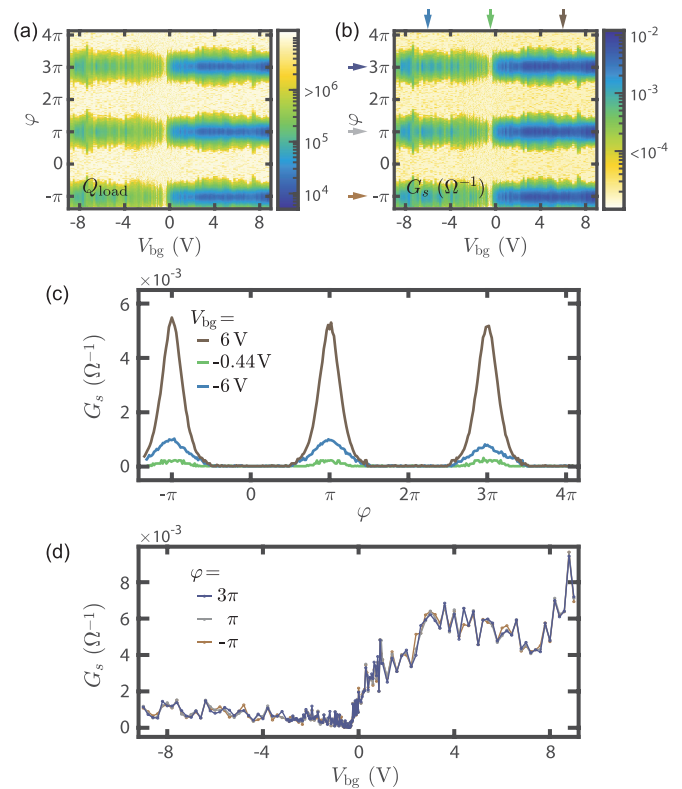 (a)
4π
3π
2π
φ
π
0
-π
Q_load
-8 -4 0 4 8
V_bg (V)
>10^6
10^5
10^4
(b)
4π
3π
2π
φ
π
0
-π
G_s (Ω^-1)
-8 -4 0 4 8
V_bg (V)
10^-2
10^-3
<10^-4
(c)
×10^-3
6
4
2
0
G_s (Ω^-1)
V_bg =
6 V
-0.44 V
-6 V
-π 0 π 2π 3π 4π
φ
(d)
×10^-3
8
6
4
2
0
G_s (Ω^-1)
φ =
3π
π
-π
-8 -4 0 4 8
V_bg (V)